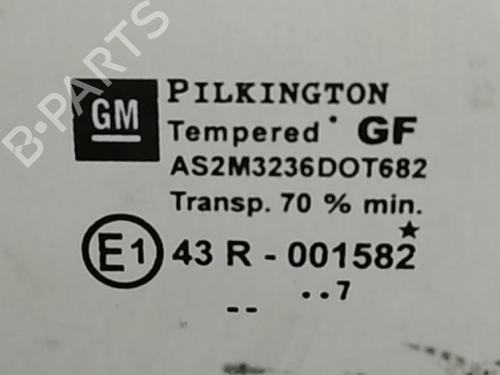 B-PARTS
GM
PILKINGTON
Tempered • GF
AS2M3236DOT682
Transp. 70 % min.
E1 43 R - 001582
..7
--